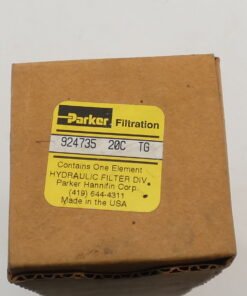 Parker Filtration
924735 20C TG
Contains One Element
HYDRAULIC FILTER DIV.
Parker Hannifin Corp.
(419) 644-4311
Made in the USA